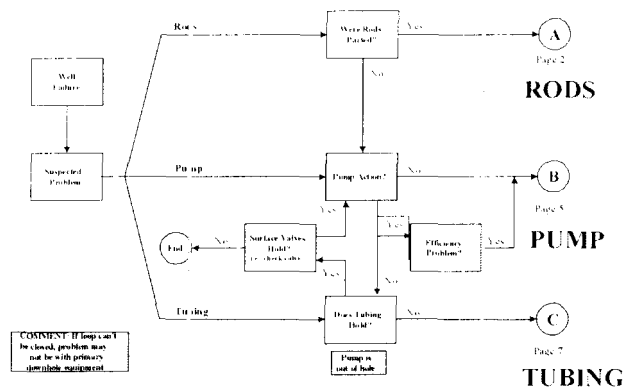 Rods
Were Rods
Parted?
Yes
A
Page 2
RODS
Well
Failure
No
Suspected
Problem
Pump
Pump Action?
No
B
Page 5
PUMP
Yes
Yes
End
No
Surface Valves
Hold?
Efficiency
Problem?
Yes
Yes
No
Tubing
Does Tubing
Hold?
No
C
Page 7
TUBING
COMMENT: If loop can't
be closed, problem may
not be with primary
downhole equipment
Pump is
out of hole